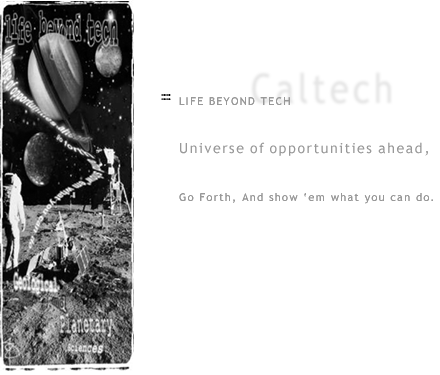 life beyond tech
Geological
Planetary
Sciences
Caltech
LIFE BEYOND TECH
Universe of opportunities ahead,
Go Forth, And show 'em what you can do.